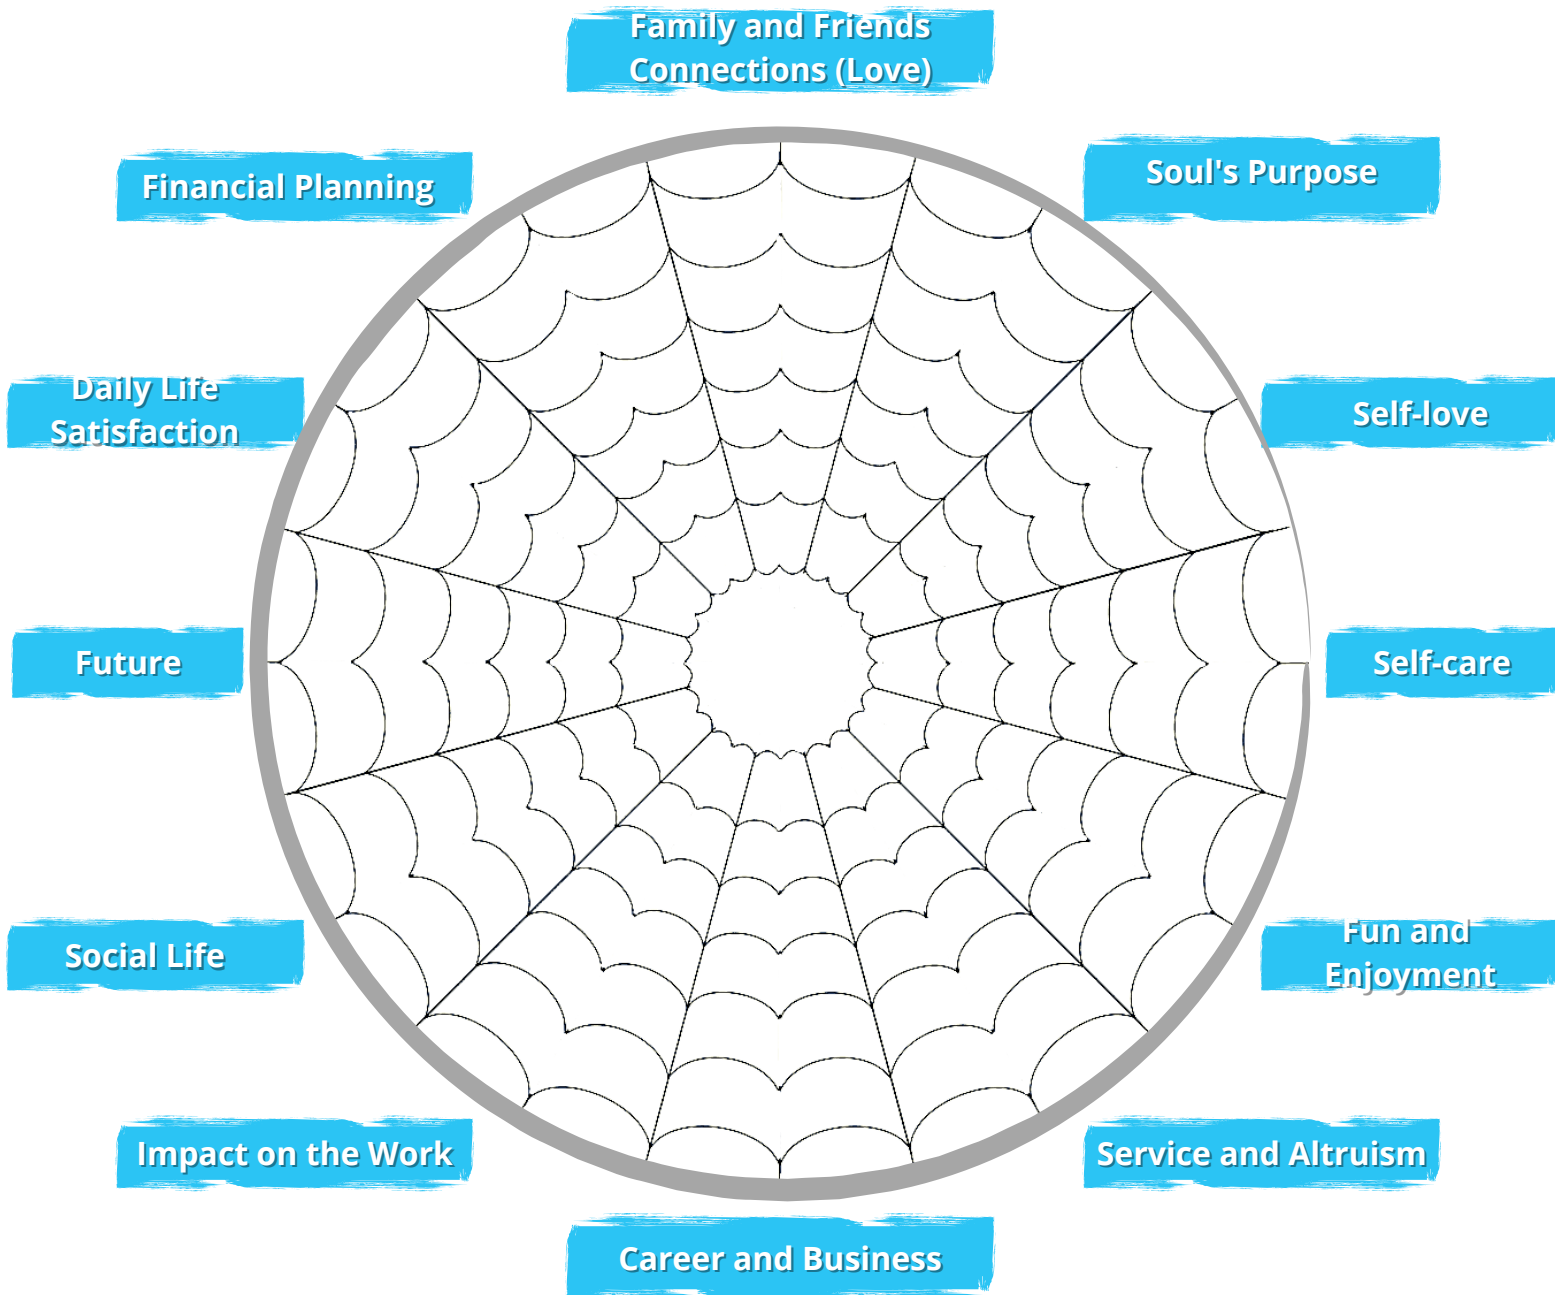 Family and Friends
Connections (Love)
Financial Planning
Soul's Purpose
Daily Life
Satisfaction
Self-love
Future
Self-care
Social Life
Fun and
Enjoyment
Impact on the Work
Service and Altruism
Career and Business